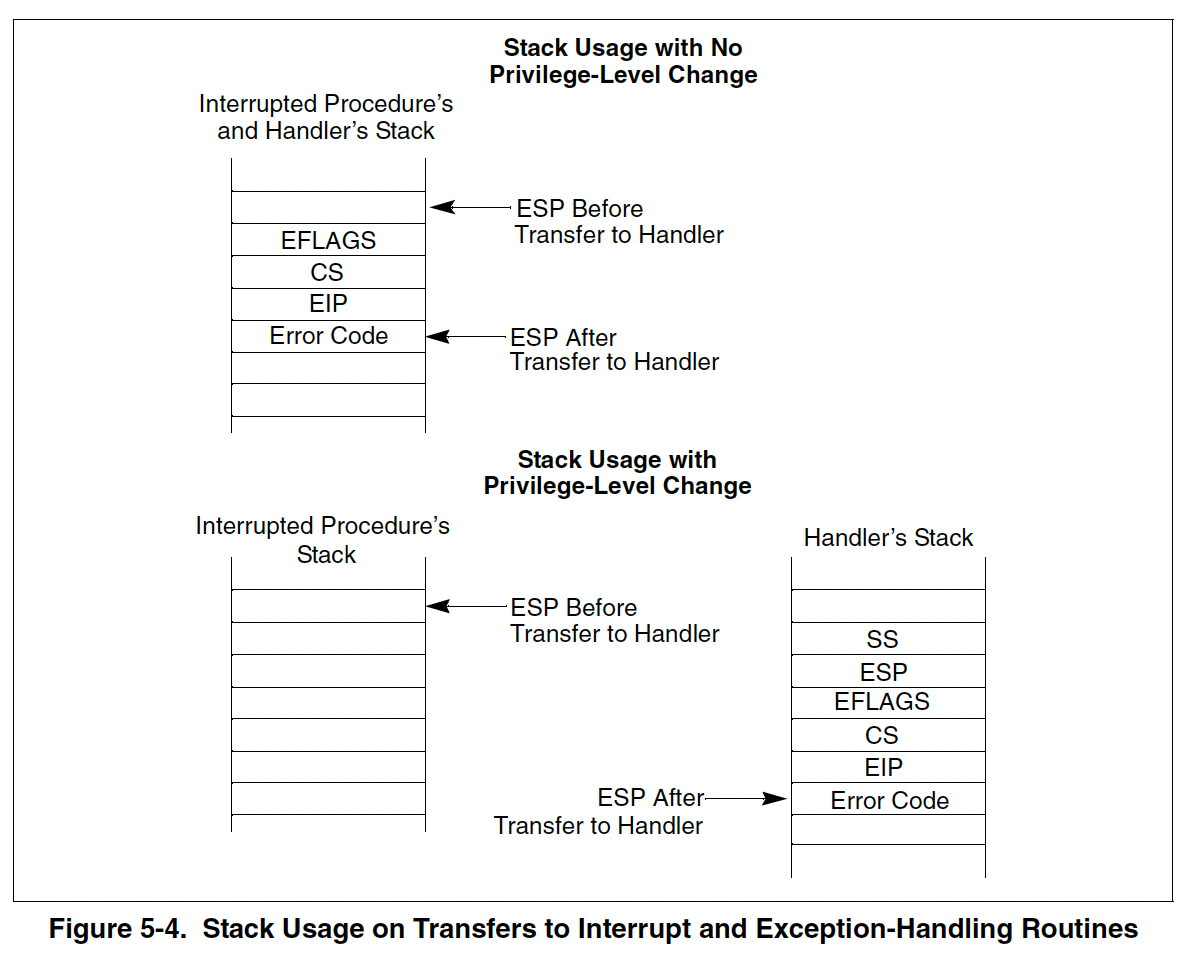 Stack Usage with No
Privilege-Level Change
Interrupted Procedure's
and Handler's Stack
ESP Before
Transfer to Handler
EFLAGS
CS
EIP
Error Code
ESP After
Transfer to Handler
Stack Usage with
Privilege-Level Change
Interrupted Procedure's
Stack
Handler's Stack
ESP Before
Transfer to Handler
SS
ESP
EFLAGS
CS
EIP
ESP After
Transfer to Handler
Error Code
Figure 5-4.  Stack Usage on Transfers to Interrupt and Exception-Handling Routines